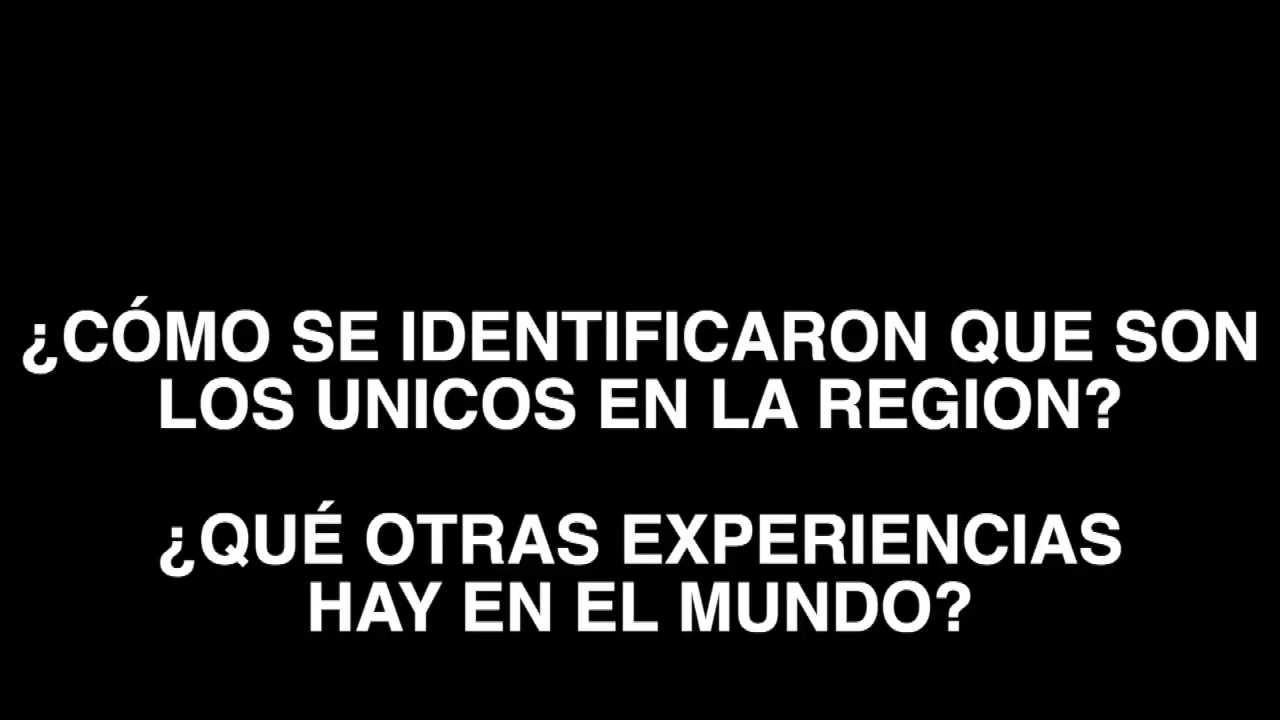 ¿CÓMO SE IDENTIFICARON QUE SON
LOS UNICOS EN LA REGION?
¿QUÉ OTRAS EXPERIENCIAS
HAY EN EL MUNDO?